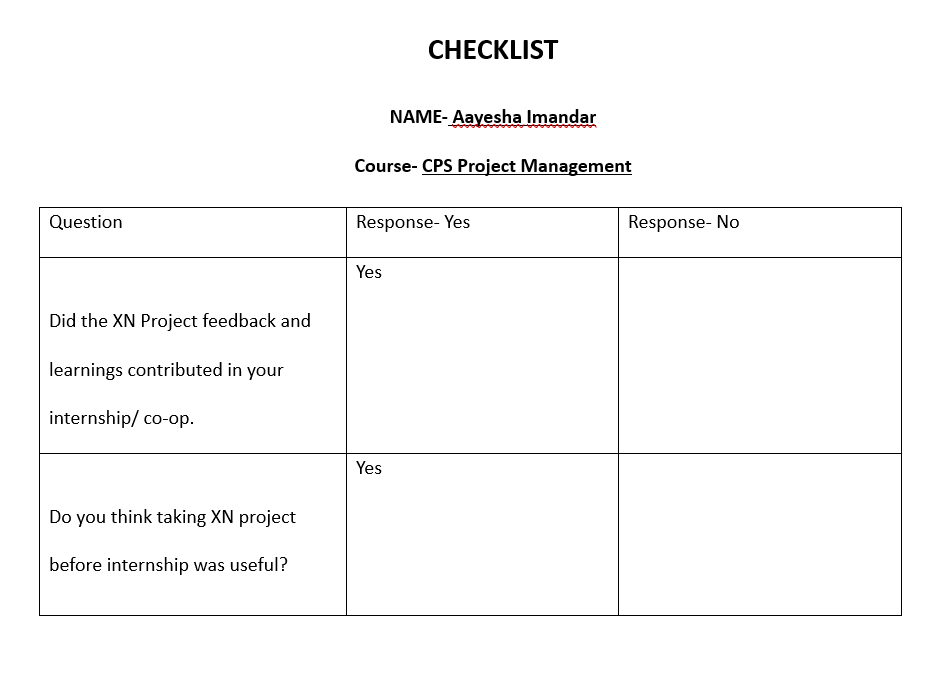 CHECKLIST
NAME- Aayesha Imandar
Course- CPS Project Management
Question
Response- Yes
Response- No
Did the XN Project feedback and
learnings contributed in your
internship/ co-op.
Yes
Do you think taking XN project
before internship was useful?
Yes